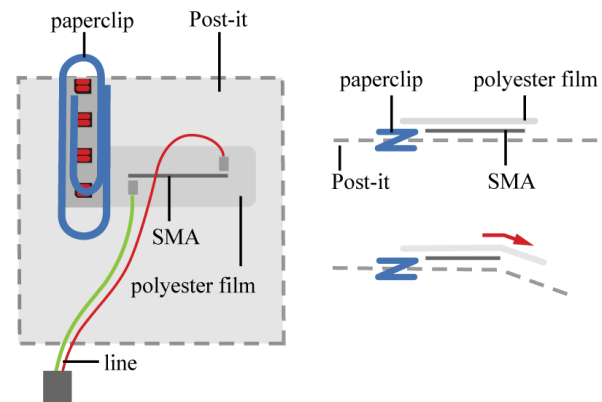 paperclip
Post-it
SMA
polyester film
line
paperclip
polyester film
Post-it
SMA